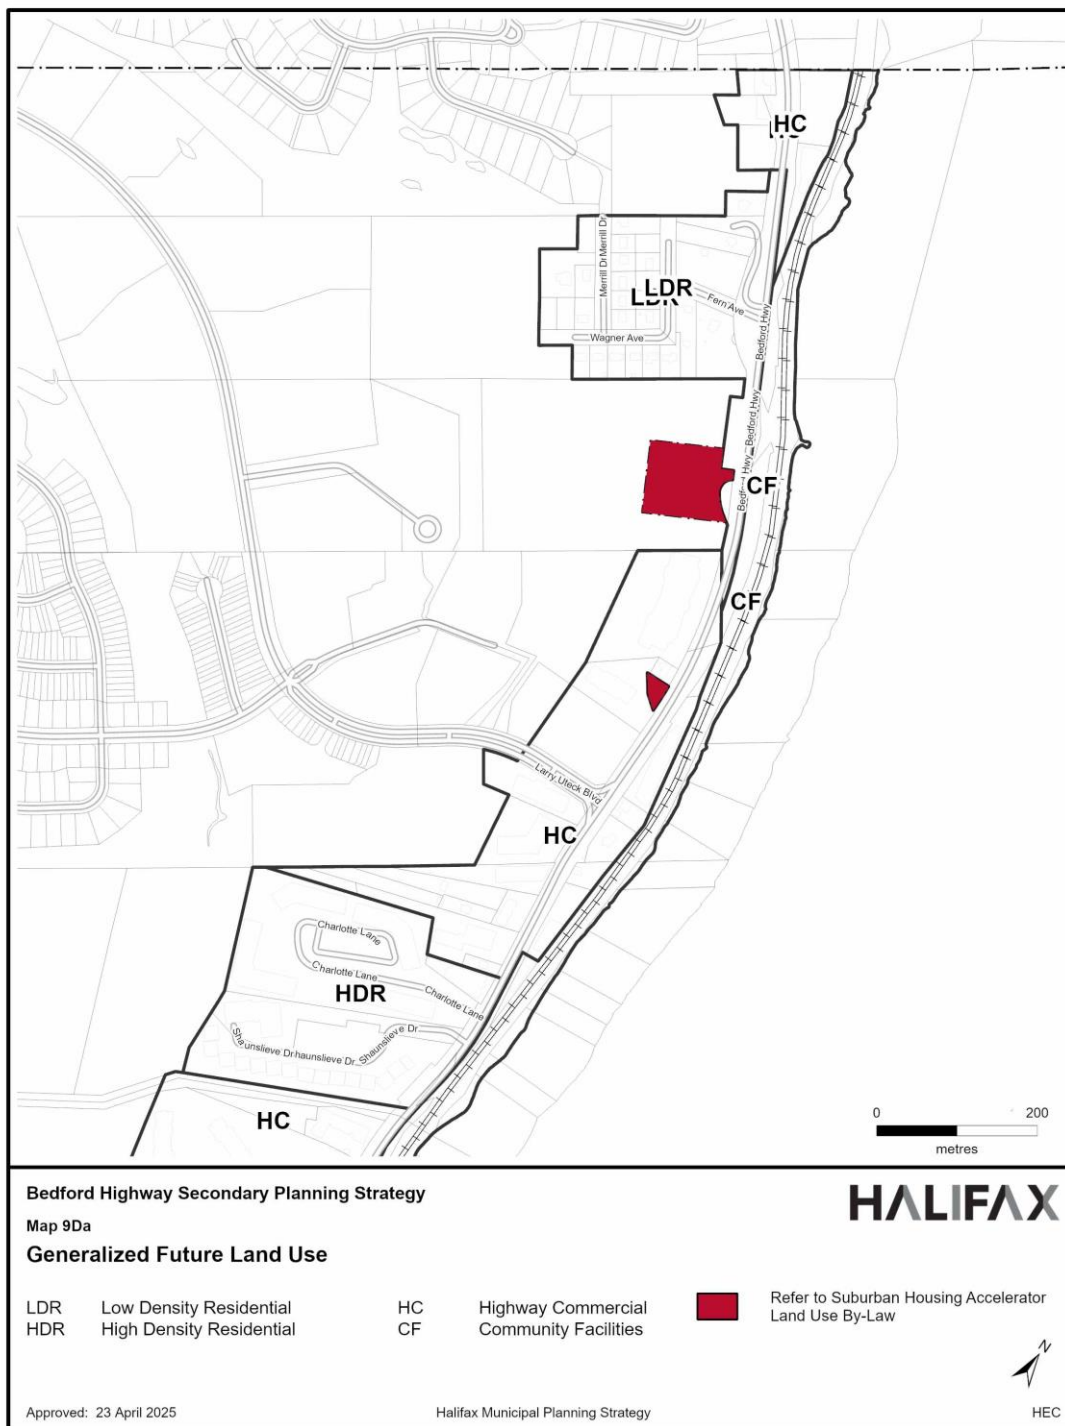 HC
HC
Merrill Dr
Merrill Dr
LDR
LDR
Fern Ave
Wagner Ave
Bedford Hwy
Bedford Hwy
Bedford Hwy
CF
CF
Larry Uteck Blvd
HC
Charlotte Lane
Charlotte Lane
HDR
Charlotte Lane
Shaunslieve Dr
Shaunslieve Dr
Shaunslieve Dr
HC
0 200
metres
Bedford Highway Secondary Planning Strategy
HALIFAX
Map 9Da
Generalized Future Land Use
LDR Low Density Residential HC Highway Commercial
HDR High Density Residential CF Community Facilities
Refer to Suburban Housing Accelerator
Land Use By-Law
N
Approved: 23 April 2025 Halifax Municipal Planning Strategy HEC